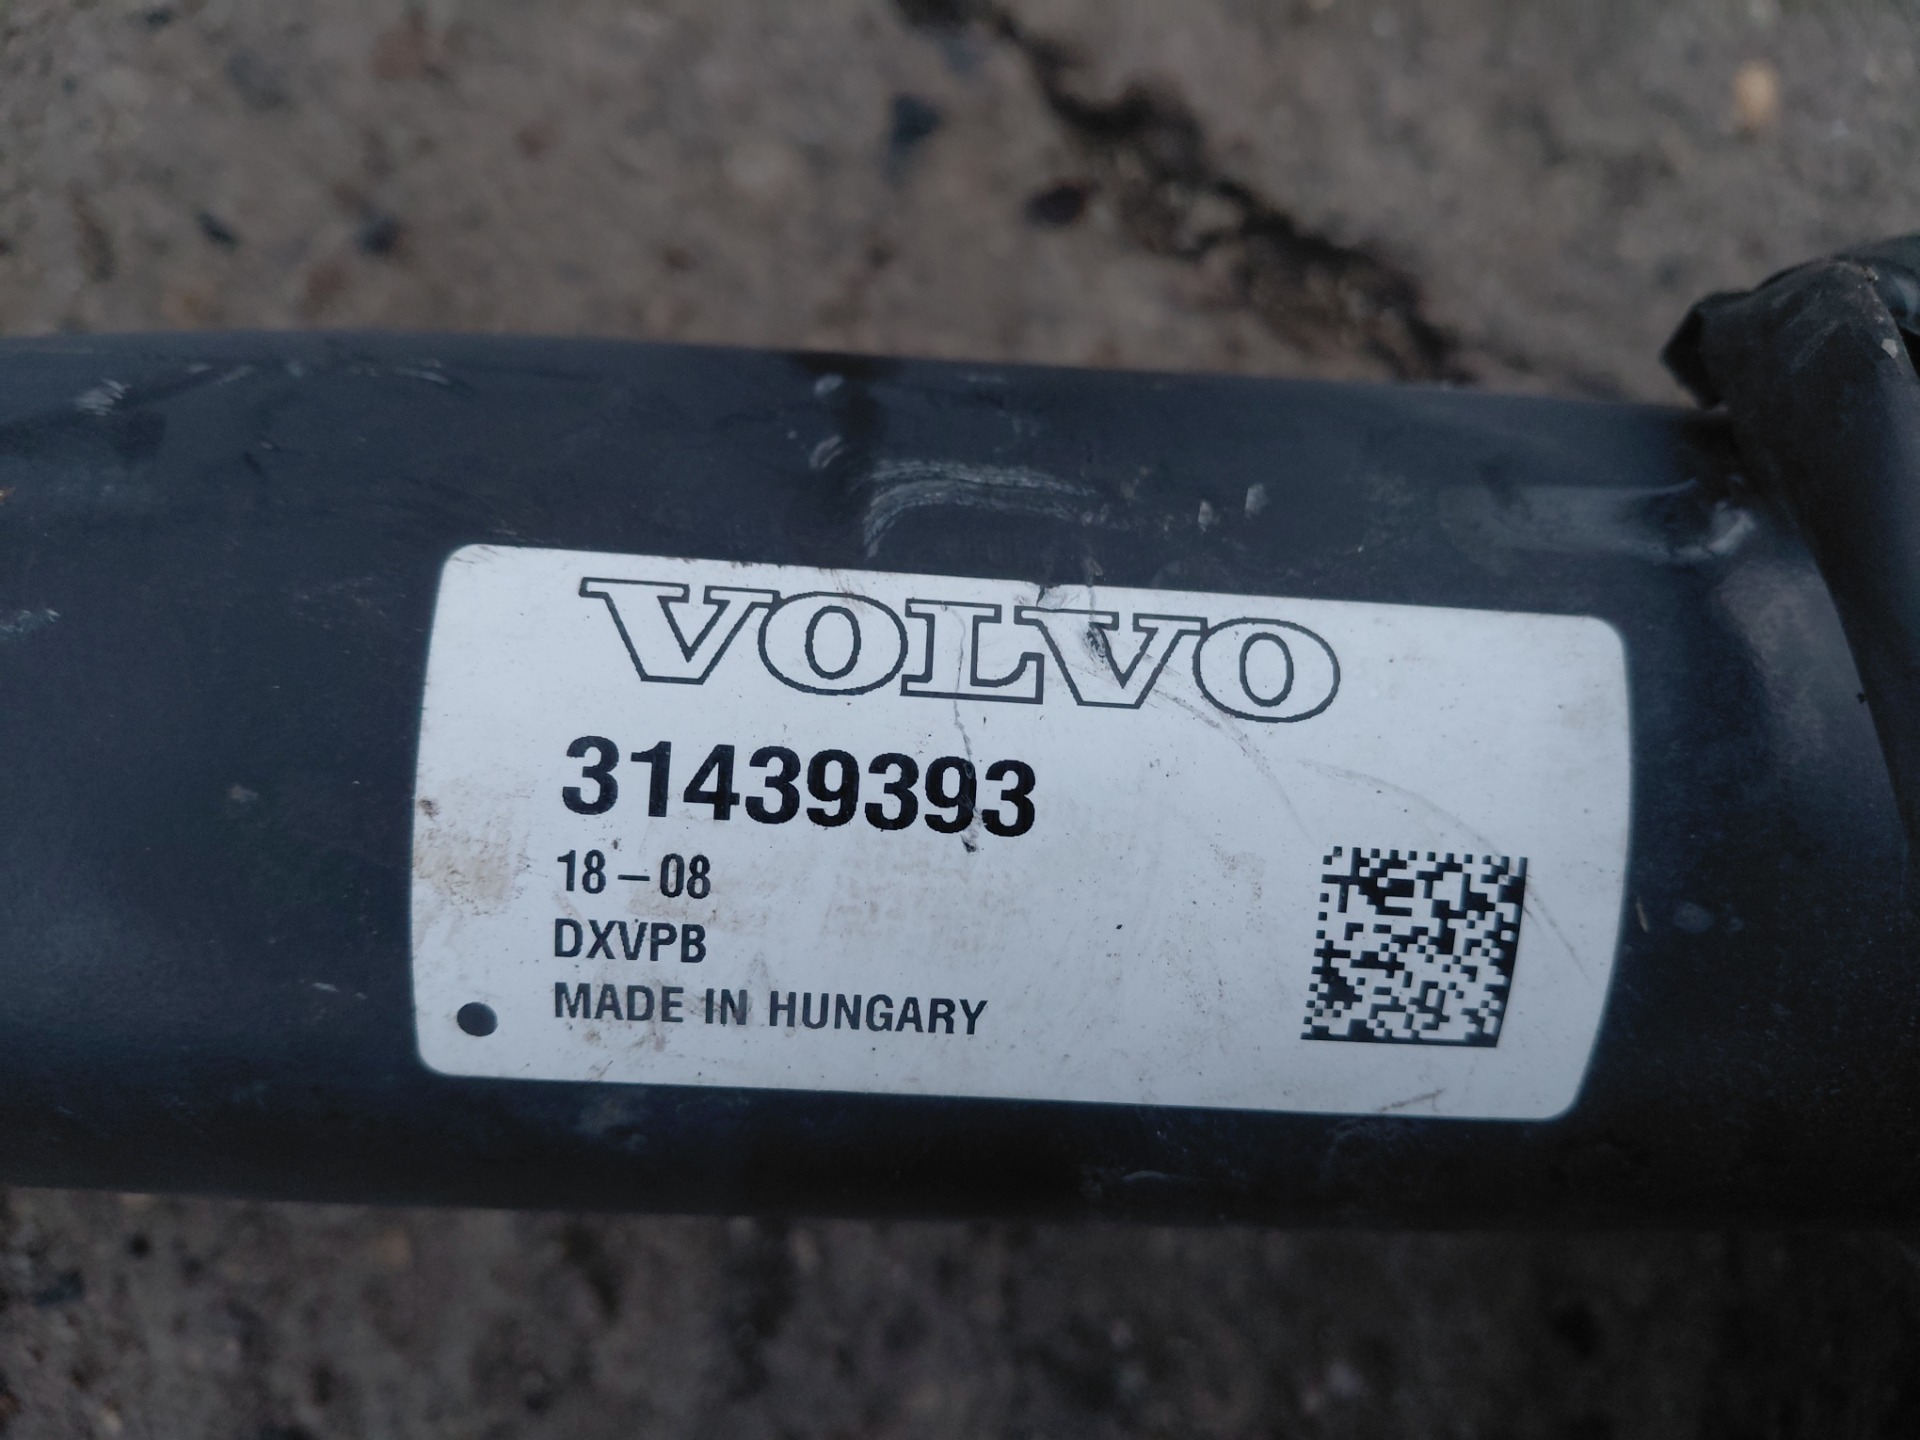 VOLVO
31439393
18-08
DXVPB
MADE IN HUNGARY